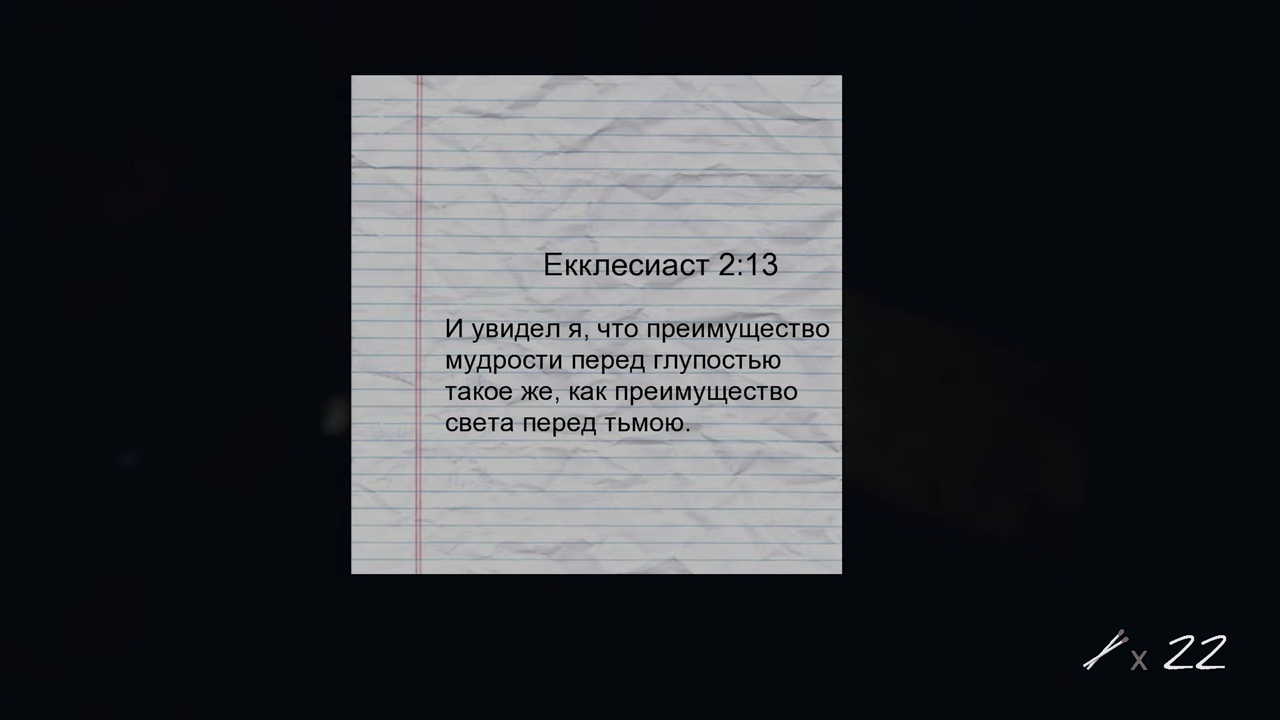 Екклесиаст 2:13
И увидел я, что преимущество
мудрости перед глупостью
такое же, как преимущество
света перед тьмою.
x 22